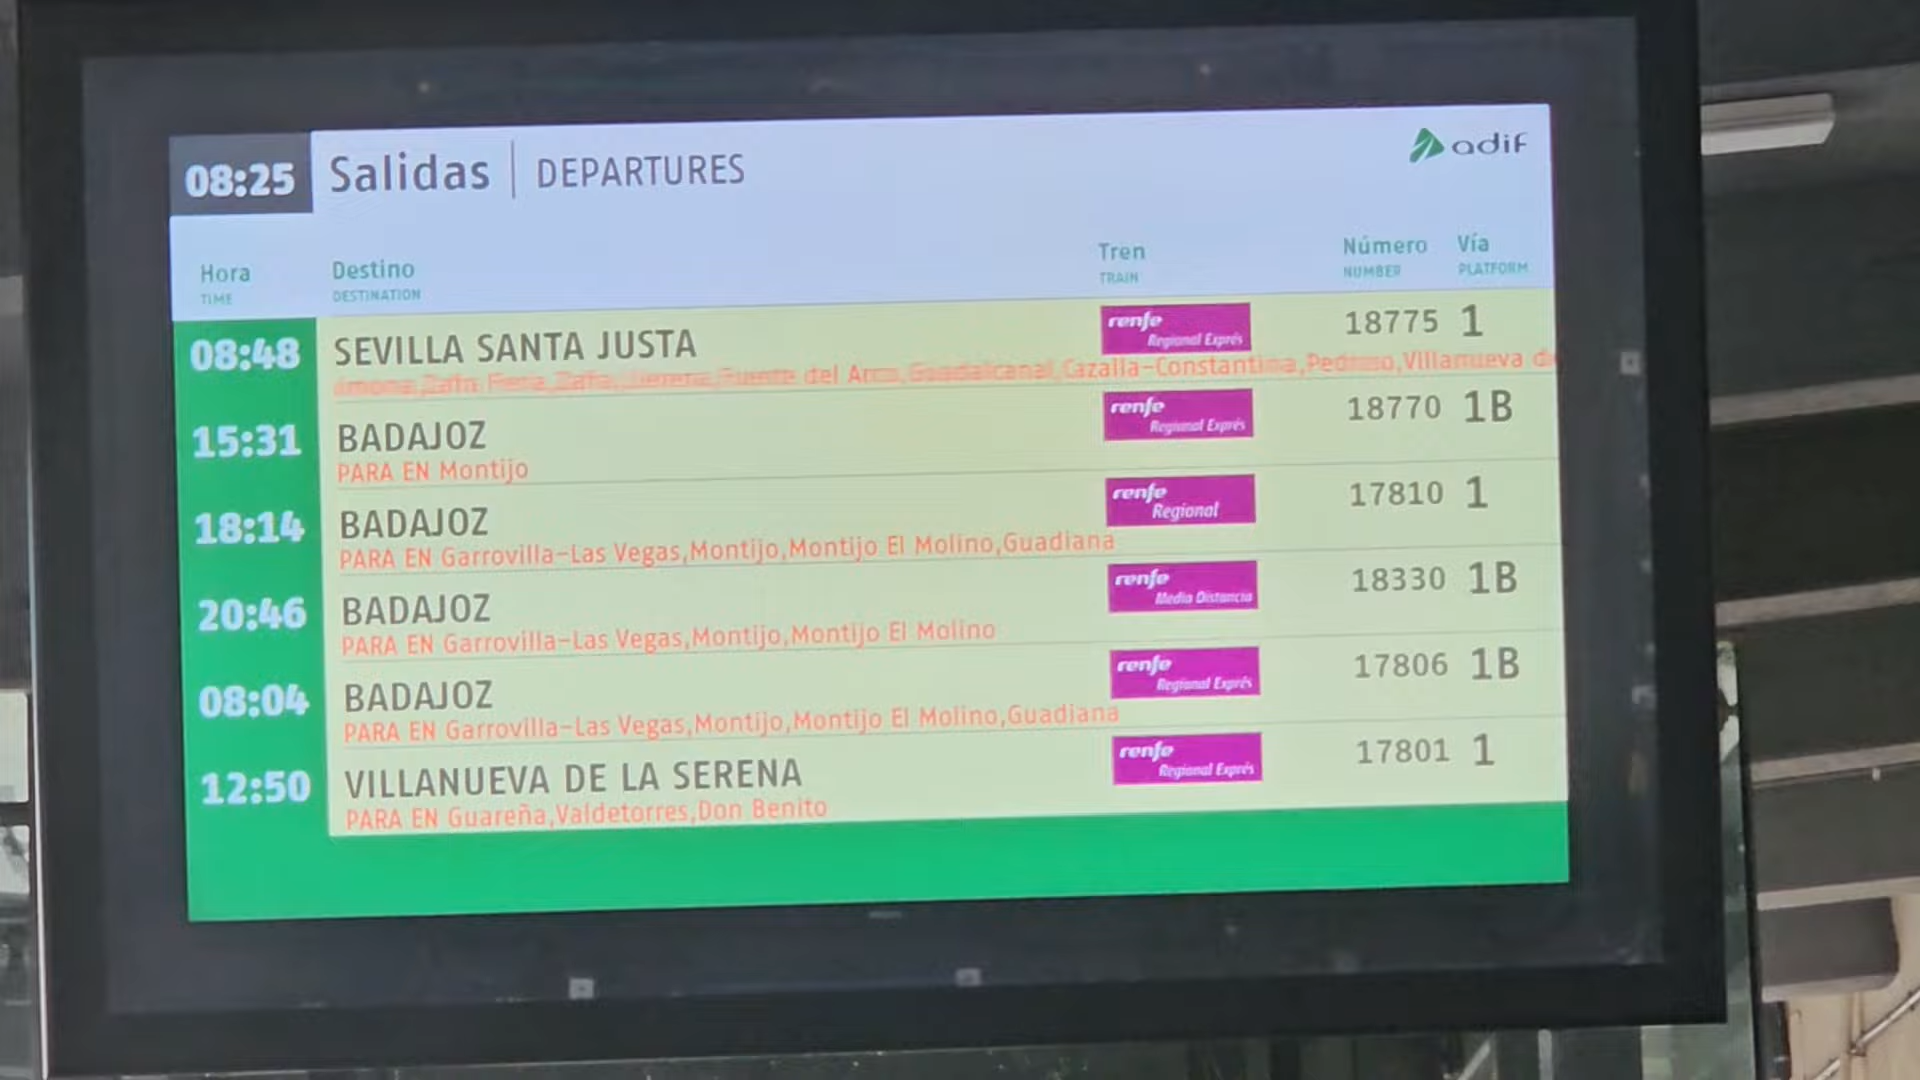 08:25 Salidas | DEPARTURES
adif
Hora Destino Tren Número Vía
TIME DESTINATION TRAIN NUMBER PLATFORM
08:48 SEVILLA SANTA JUSTA renfe Regional Exprés 18775 1
del Arco,Guadalcanal,Cazalla-Constantina,Pedroso,Villanueva de
15:31 BADAJOZ renfe Regional Exprés 18770 1B
PARA EN Montijo
18:14 BADAJOZ renfe Regional 17810 1
PARA EN Garrovilla-Las Vegas,Montijo,Montijo El Molino,Guadiana
20:46 BADAJOZ renfe Media Distancia 18330 1B
PARA EN Garrovilla-Las Vegas,Montijo,Montijo El Molino
08:04 BADAJOZ renfe Regional Exprés 17806 1B
PARA EN Garrovilla-Las Vegas,Montijo,Montijo El Molino,Guadiana
12:50 VILLANUEVA DE LA SERENA renfe Regional Exprés 17801 1
PARA EN Guareña,Valdetorres,Don Benito